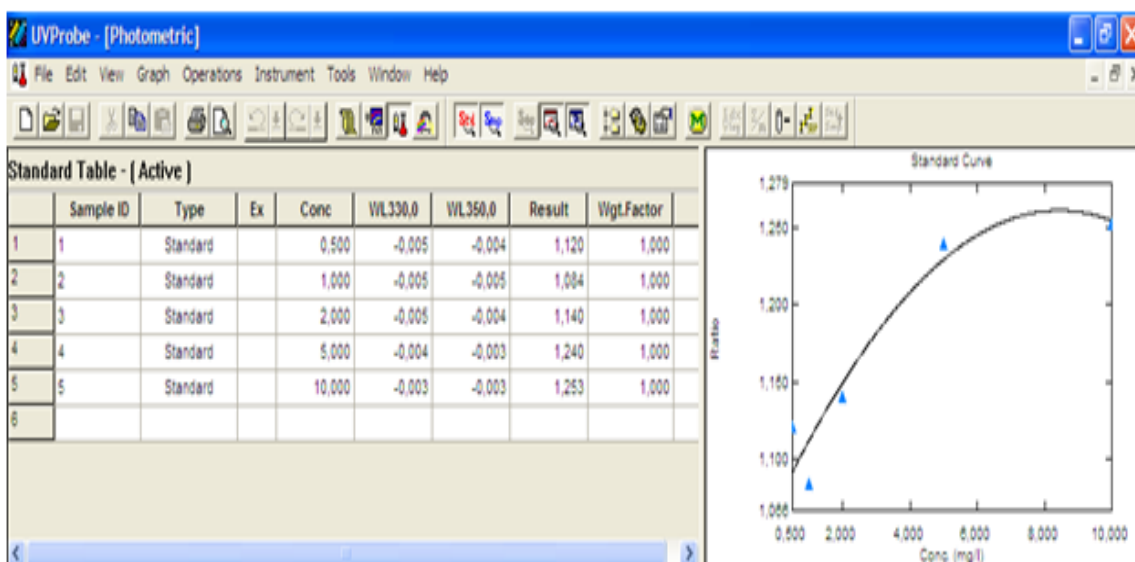 UVProbe - [Photometric]
File Edit View Graph Operations Instrument Tools Window Help
Standard Table - ( Active )
Sample ID Type Ex Conc WL330,0 WL350,0 Result Wgt.Factor
1 1 Standard 0,500 -0,005 -0,004 1,120 1,000
2 2 Standard 1,000 -0,005 -0,005 1,084 1,000
3 3 Standard 2,000 -0,005 -0,004 1,140 1,000
4 4 Standard 5,000 -0,004 -0,003 1,240 1,000
5 5 Standard 10,000 -0,003 -0,003 1,253 1,000
6
Standard Curve
1,250
1,200
1,150
1,100
Ratio
0,500 2,000 4,000 6,000 8,000 10,000
Conc. (mg/l)